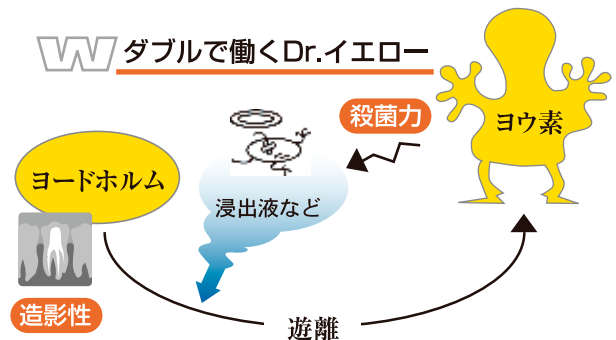 W ダブルで働くDr.イエロー
殺菌力
ヨウ素
ヨードホルム
浸出液など
造影性
遊離